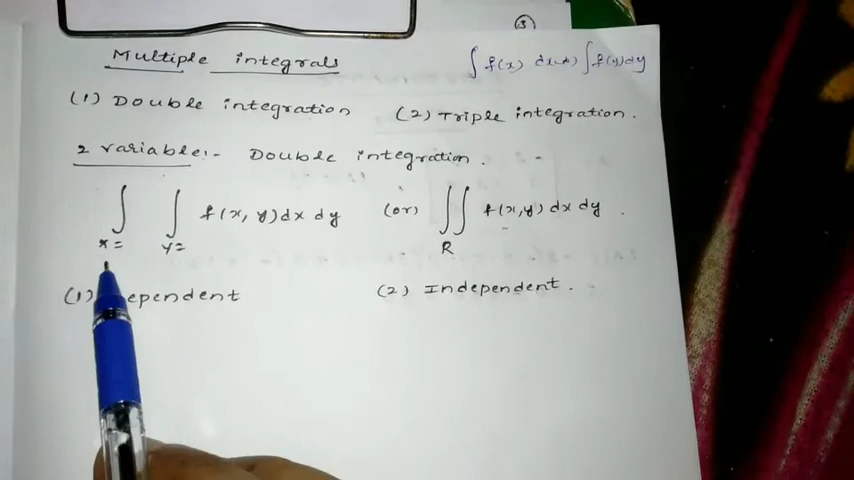 ③
Multiple integrals ∫ f(x) dx ∫ f(y) dy
(1) Double integration (2) Triple integration.
2 variable:- Double integration.
∫ ∫ f(x, y) dx dy (or) ∬ f(x,y) dx dy.
x= y= R
(1) ependent (2) Independent.